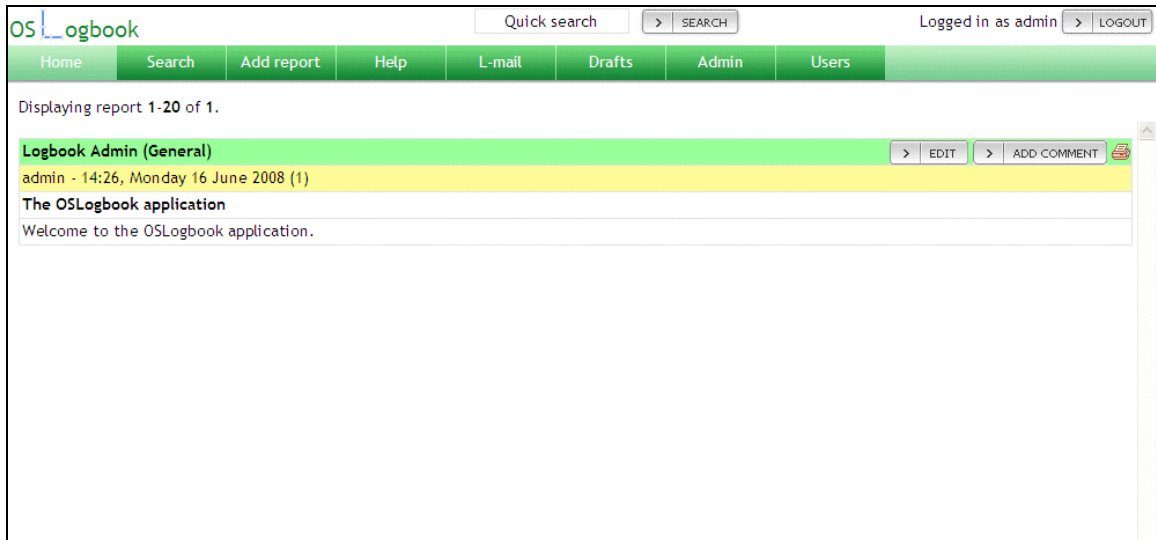 OS Logbook Quick search > SEARCH Logged in as admin > LOGOUT
Home Search Add report Help L-mail Drafts Admin Users
Displaying report 1-20 of 1.
Logbook Admin (General) > EDIT > ADD COMMENT
admin - 14:26, Monday 16 June 2008 (1)
The OSLogbook application
Welcome to the OSLogbook application.